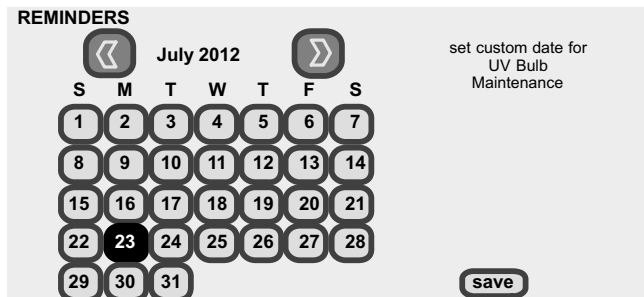 REMINDERS
July 2012
set custom date for
UV Bulb
Maintenance
S M T W T F S
1 2 3 4 5 6 7
8 9 10 11 12 13 14
15 16 17 18 19 20 21
22 23 24 25 26 27 28
29 30 31
save